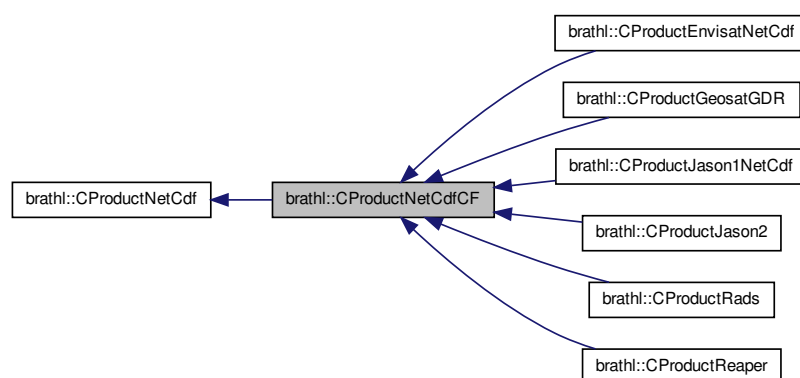 brathl::CProductNetCdf
brathl::CProductNetCdfCF
brathl::CProductEnvisatNetCdf
brathl::CProductGeosatGDR
brathl::CProductJason1NetCdf
brathl::CProductJason2
brathl::CProductRads
brathl::CProductReaper